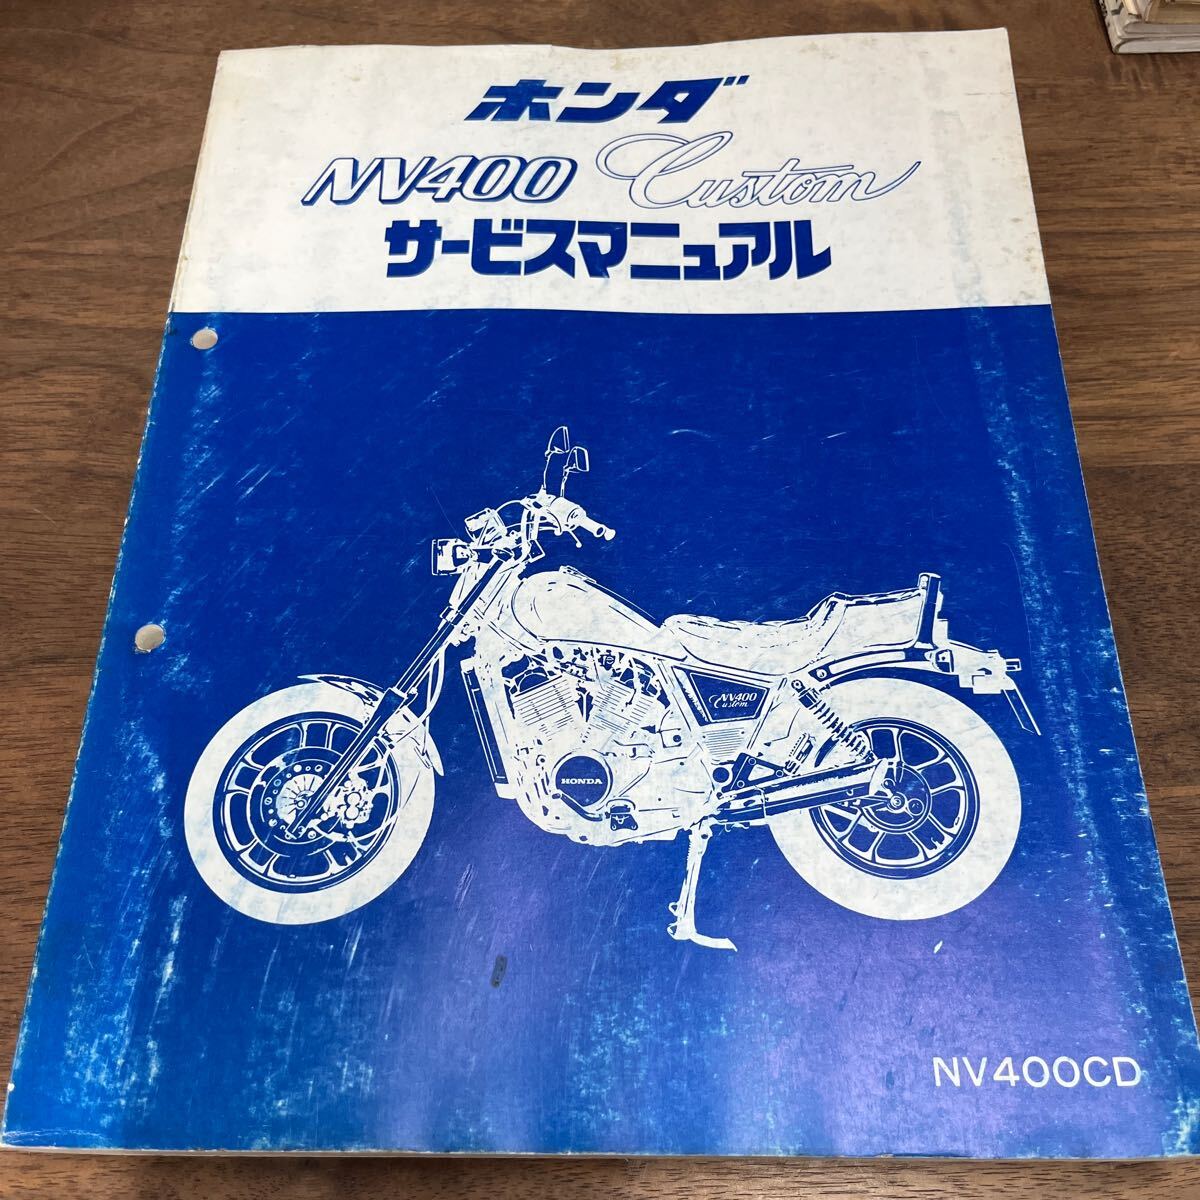 ホンダ
NV400 Custom
サービスマニュアル
NV400
Custom
HONDA
NV400CD